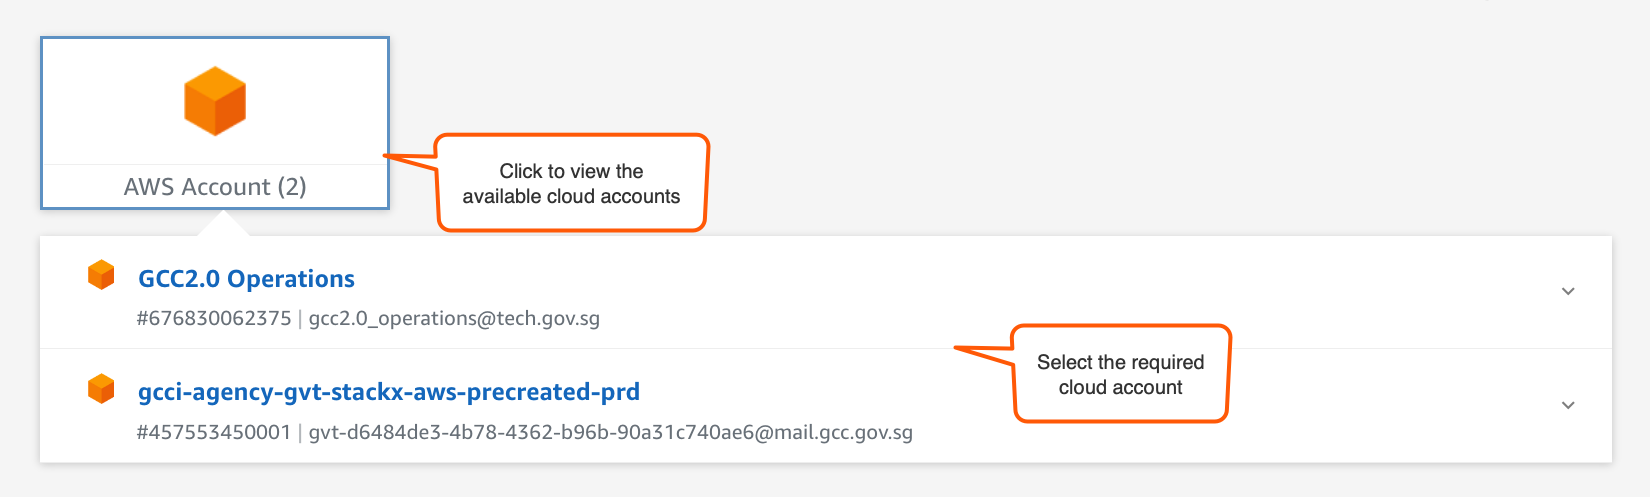 AWS Account (2)
Click to view the
available cloud accounts
GCC2.0 Operations
#676830062375 | gcc2.0_operations@tech.gov.sg
Select the required
cloud account
gcci-agency-gvt-stackx-aws-precreated-prd
#457553450001 | gvt-d6484de3-4b78-4362-b96b-90a31c740ae6@mail.gcc.gov.sg